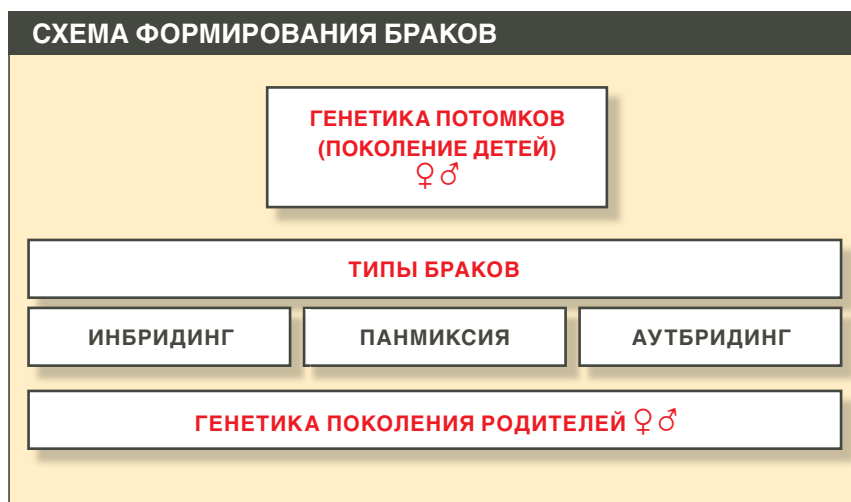 СХЕМА ФОРМИРОВАНИЯ БРАКОВ
ГЕНЕТИКА ПОТОМКОВ
(ПОКОЛЕНИЕ ДЕТЕЙ)
♀♂
ТИПЫ БРАКОВ
ИНБРИДИНГ
ПАНМИКСИЯ
АУТБРИДИНГ
ГЕНЕТИКА ПОКОЛЕНИЯ РОДИТЕЛЕЙ ♀♂